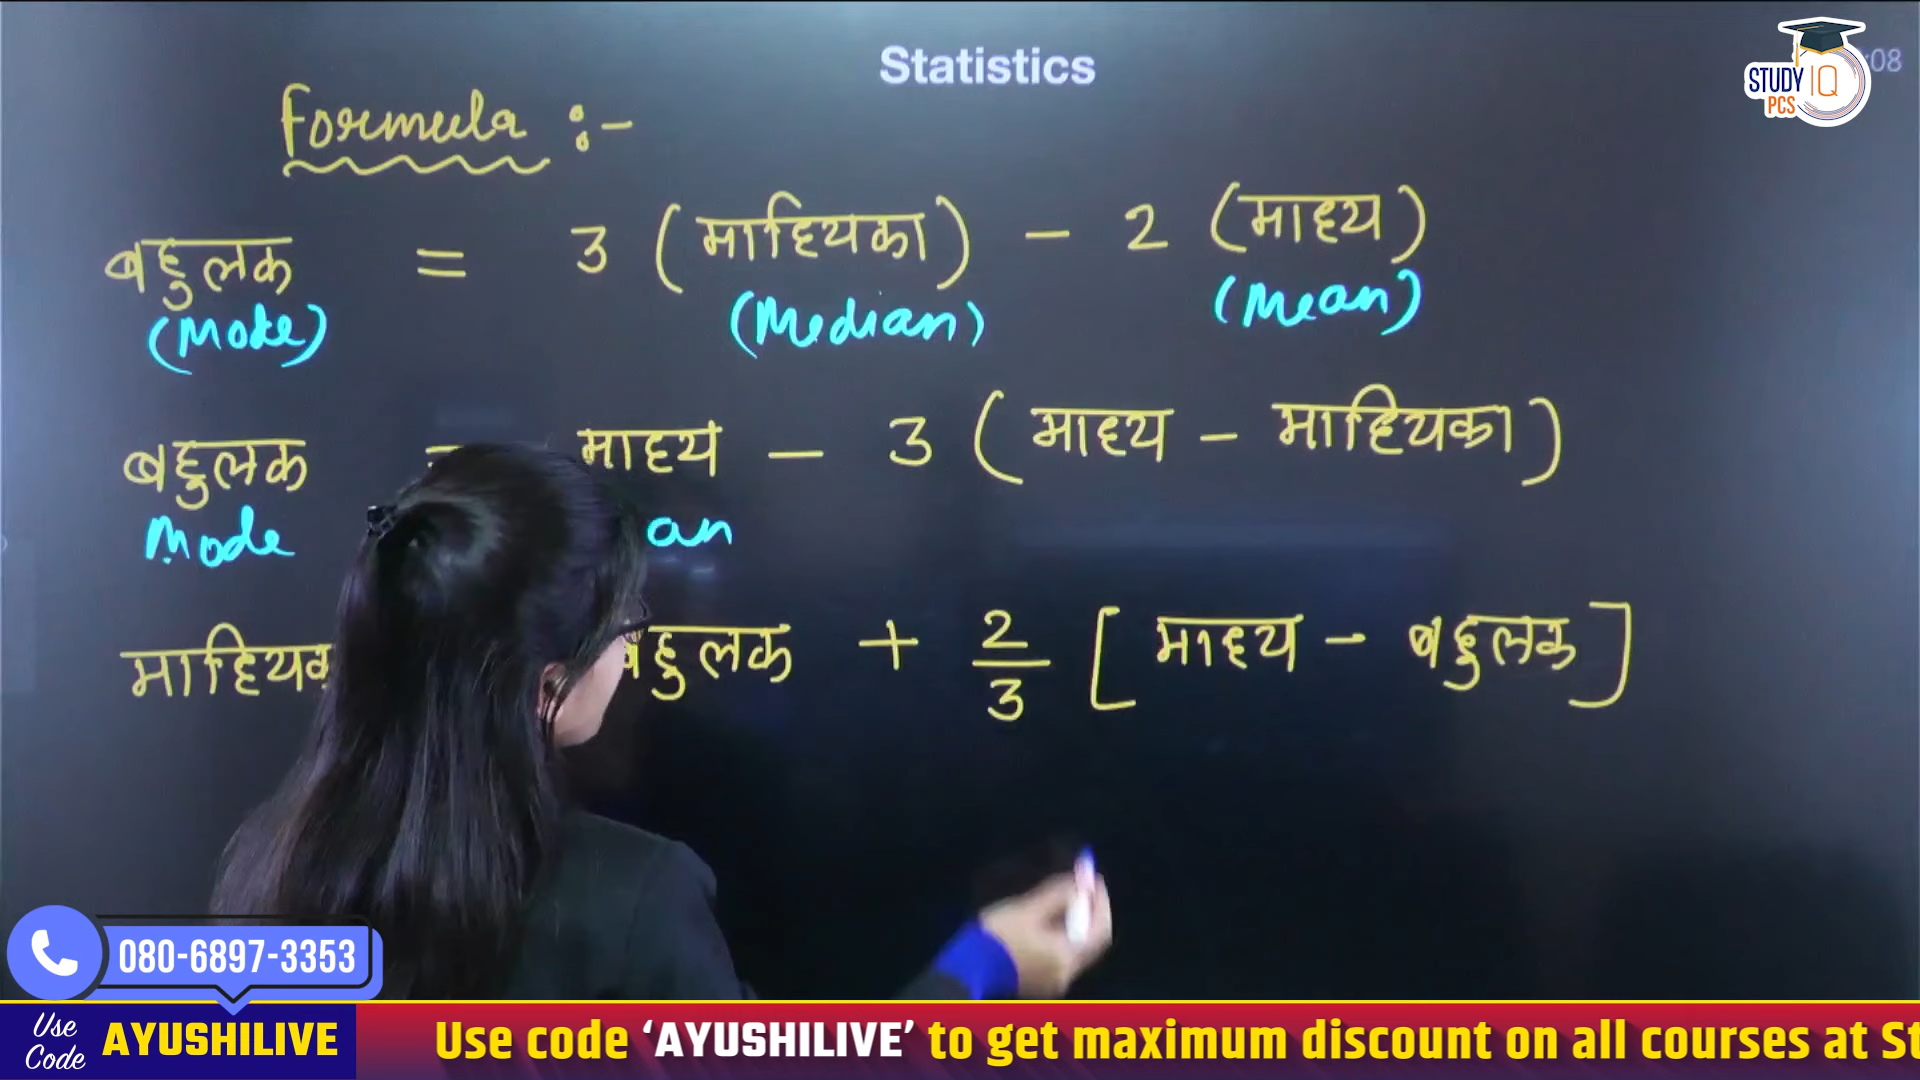 Statistics
STUDY IQ
PCS
:08
Formula :-
बहुलक = 3 (माध्यिका) - 2 (माध्य)
(Mode) (Median) (Mean)
बहुलक = माध्य - 3 (माध्य - माध्यिका)
Mode an
माध्यिक बहुलक + 2/3 [माध्य - बहुलक]
080-6897-3353
Use Code AYUSHILIVE
Use code ‘AYUSHILIVE’ to get maximum discount on all courses at St